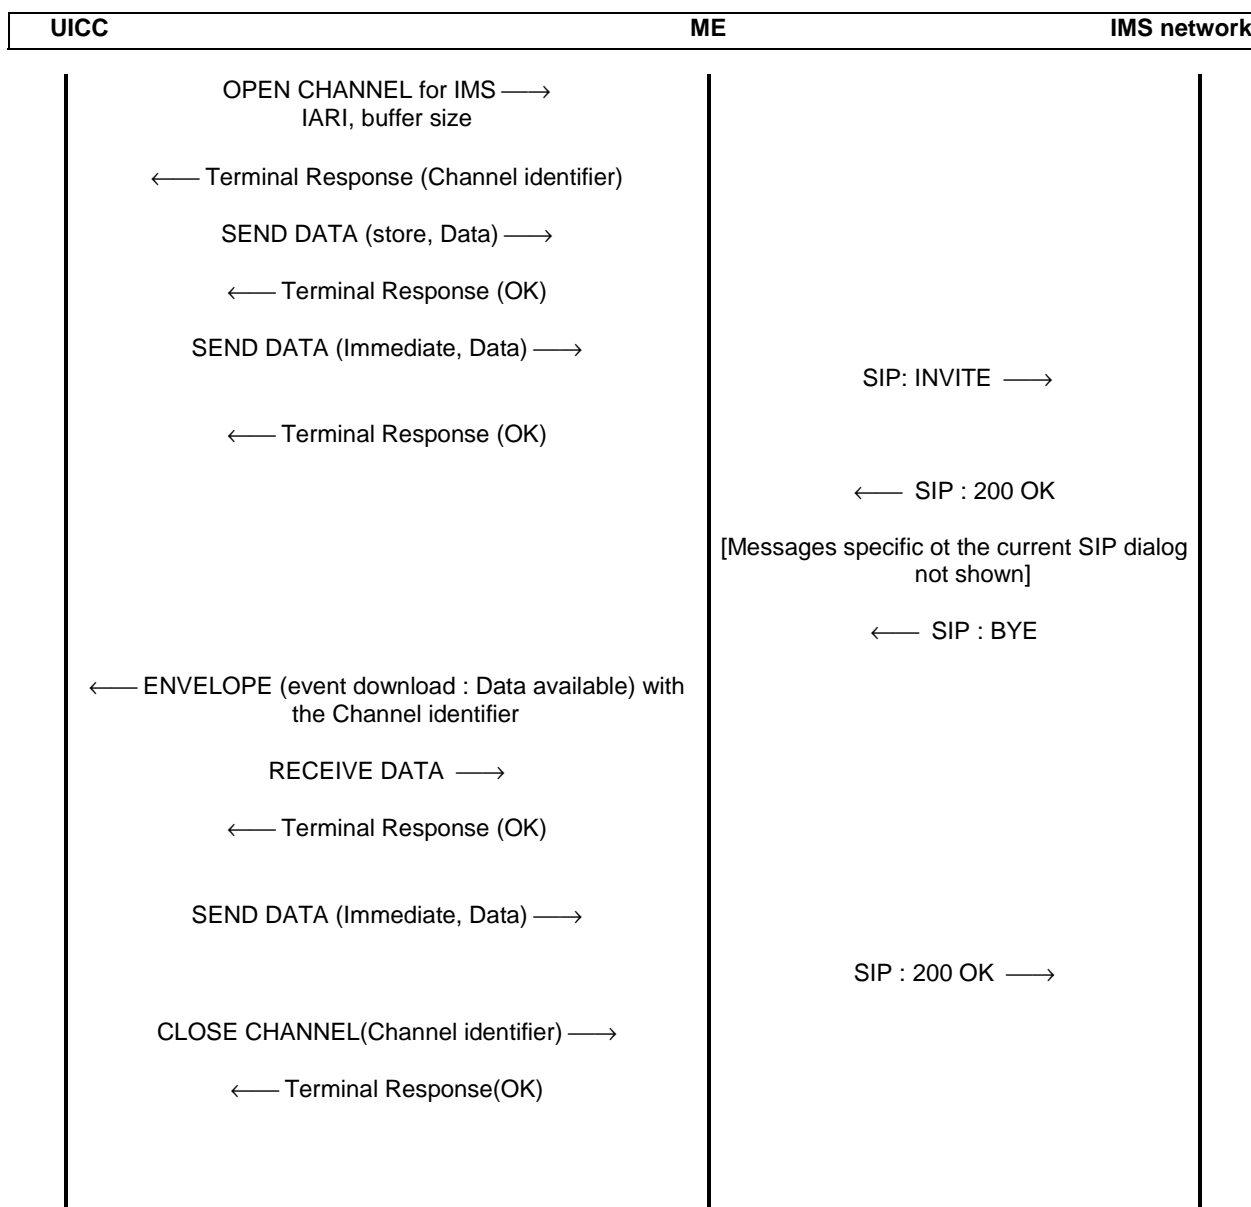 UICC ME IMS network
OPEN CHANNEL for IMS ⟶
IARI, buffer size
⟵ Terminal Response (Channel identifier)
SEND DATA (store, Data) ⟶
⟵ Terminal Response (OK)
SEND DATA (Immediate, Data) ⟶
SIP: INVITE ⟶
⟵ Terminal Response (OK)
⟵ SIP : 200 OK
[Messages specific ot the current SIP dialog
not shown]
⟵ SIP : BYE
⟵ ENVELOPE (event download : Data available) with
the Channel identifier
RECEIVE DATA ⟶
⟵ Terminal Response (OK)
SEND DATA (Immediate, Data) ⟶
SIP : 200 OK ⟶
CLOSE CHANNEL(Channel identifier) ⟶
⟵ Terminal Response(OK)